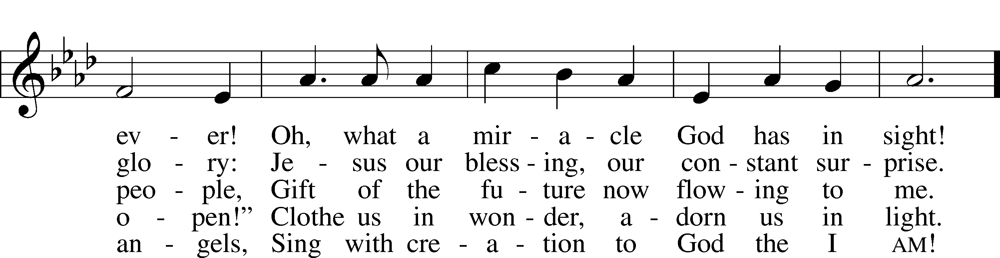 ev - er! Oh, what a mir - a - cle God has in sight!
glo - ry: Je - sus our bless - ing, our con - stant sur - prise.
peo - ple, Gift of the fu - ture now flow - ing to me.
o - pen!” Clothe us in won - der, a - dorn us in light.
an - gels, Sing with cre - a - tion to God the I AM!